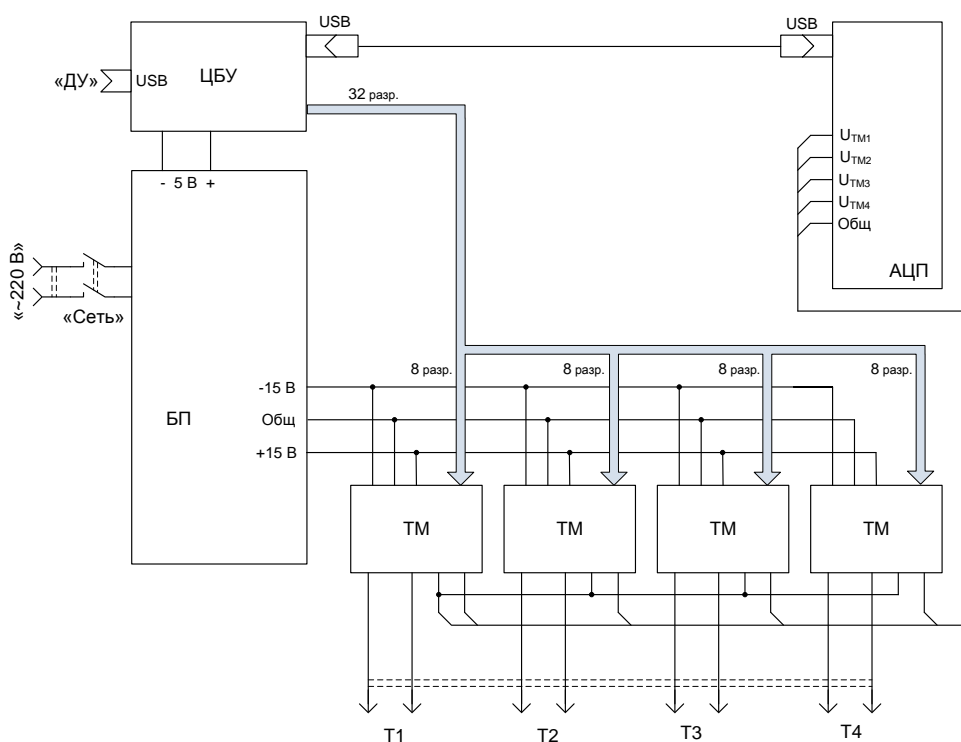 USB
USB
«ДУ»
USB
ЦБУ
32 разр.
- 5 В +
UТМ1
UТМ2
UТМ3
UТМ4
Общ
АЦП
«~220 В»
«Сеть»
БП
-15 В
Общ
+15 В
8 разр.
8 разр.
8 разр.
8 разр.
ТМ
ТМ
ТМ
ТМ
Т1
Т2
Т3
Т4